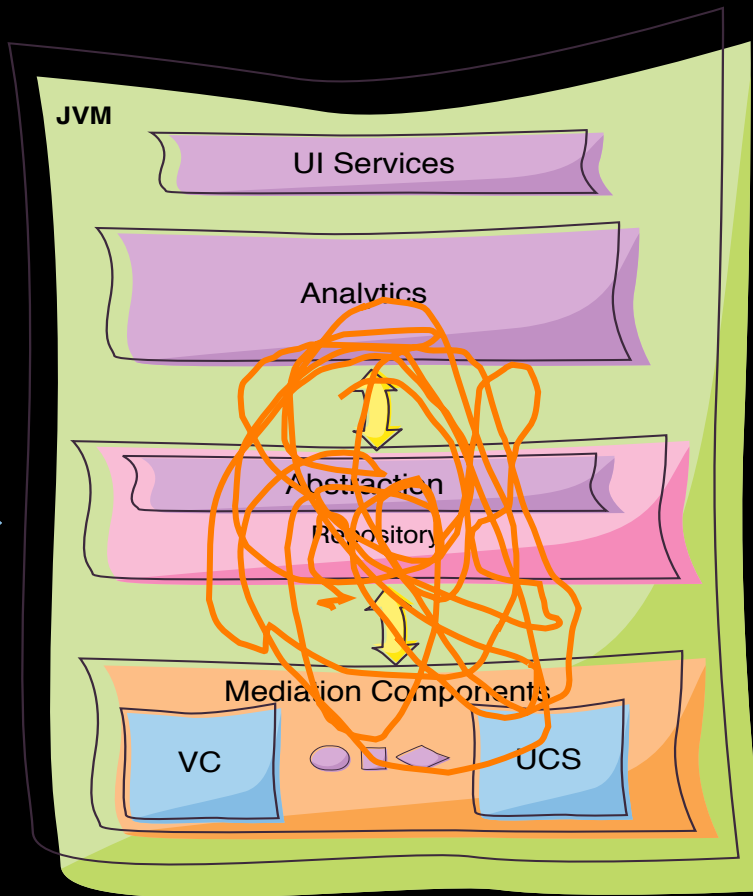 JVM
UI Services
Analytics
Abstraction
Repository
Mediation Components
VC
UCS